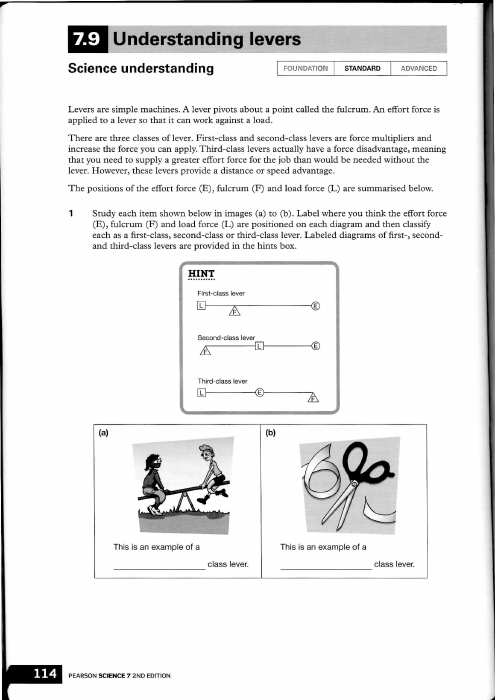 7.9 Understanding levers
Science understanding
FOUNDATION STANDARD ADVANCED
Levers are simple machines. A lever pivots about a point called the fulcrum. An effort force is
applied to a lever so that it can work against a load.
There are three classes of lever. First-class and second-class levers are force multipliers and
increase the force you can apply. Third-class levers actually have a force disadvantage, meaning
that you need to supply a greater effort force for the job than would be needed without the
lever. However, these levers provide a distance or speed advantage.
The positions of the effort force (E), fulcrum (F) and load force (L) are summarised below.
1 Study each item shown below in images (a) to (b). Label where you think the effort force
(E), fulcrum (F) and load force (L) are positioned on each diagram and then classify
each as a first-class, second-class or third-class lever. Labeled diagrams of first-, second-
and third-class levers are provided in the hints box.
HINT
First-class lever
L F E
Second-class lever
F L E
Third-class lever
L E F
(a)
This is an example of a
class lever.
(b)
This is an example of a
class lever.
114 PEARSON SCIENCE 7 2ND EDITION